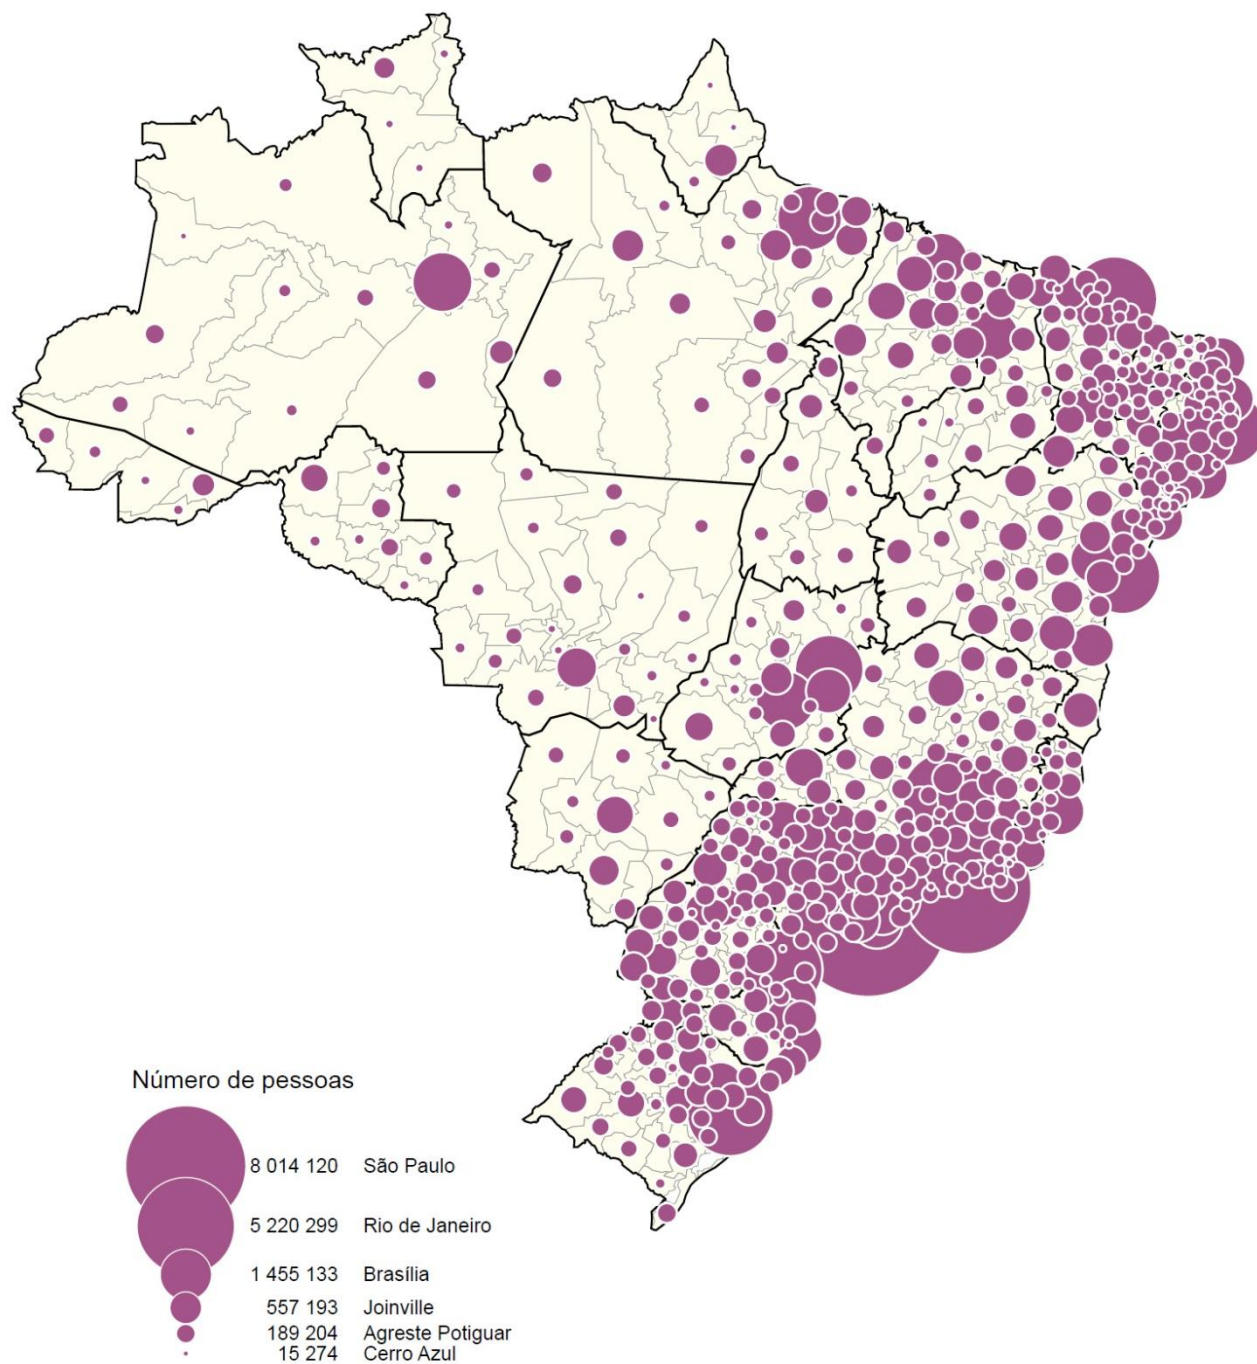 Número de pessoas
8 014 120 São Paulo
5 220 299 Rio de Janeiro
1 455 133 Brasília
557 193 Joinville
189 204 Agreste Potiguar
15 274 Cerro Azul